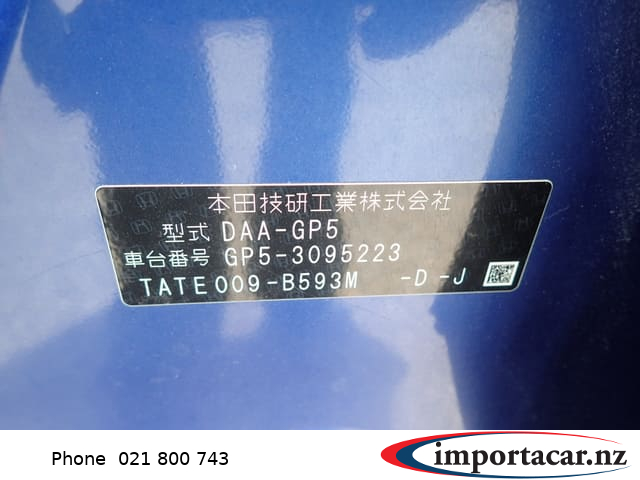 本田技研工業株式会社
型式 DAA-GP5
車台番号 GP5-3095223
TATE009-B593M -D -J
Phone 021 800 743
importacar.nz